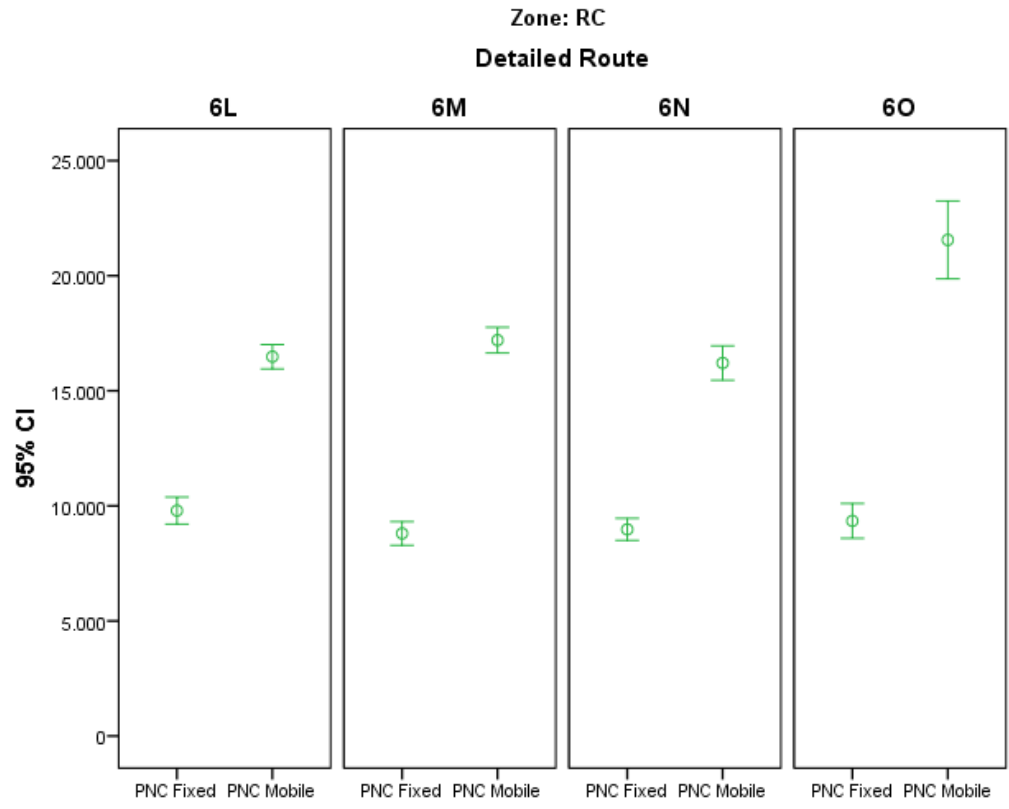 Zone: RC
Detailed Route
6L 6M 6N 6O
25.000
20.000
15.000
10.000
5.000
0
95% CI
PNC Fixed PNC Mobile PNC Fixed PNC Mobile PNC Fixed PNC Mobile PNC Fixed PNC Mobile